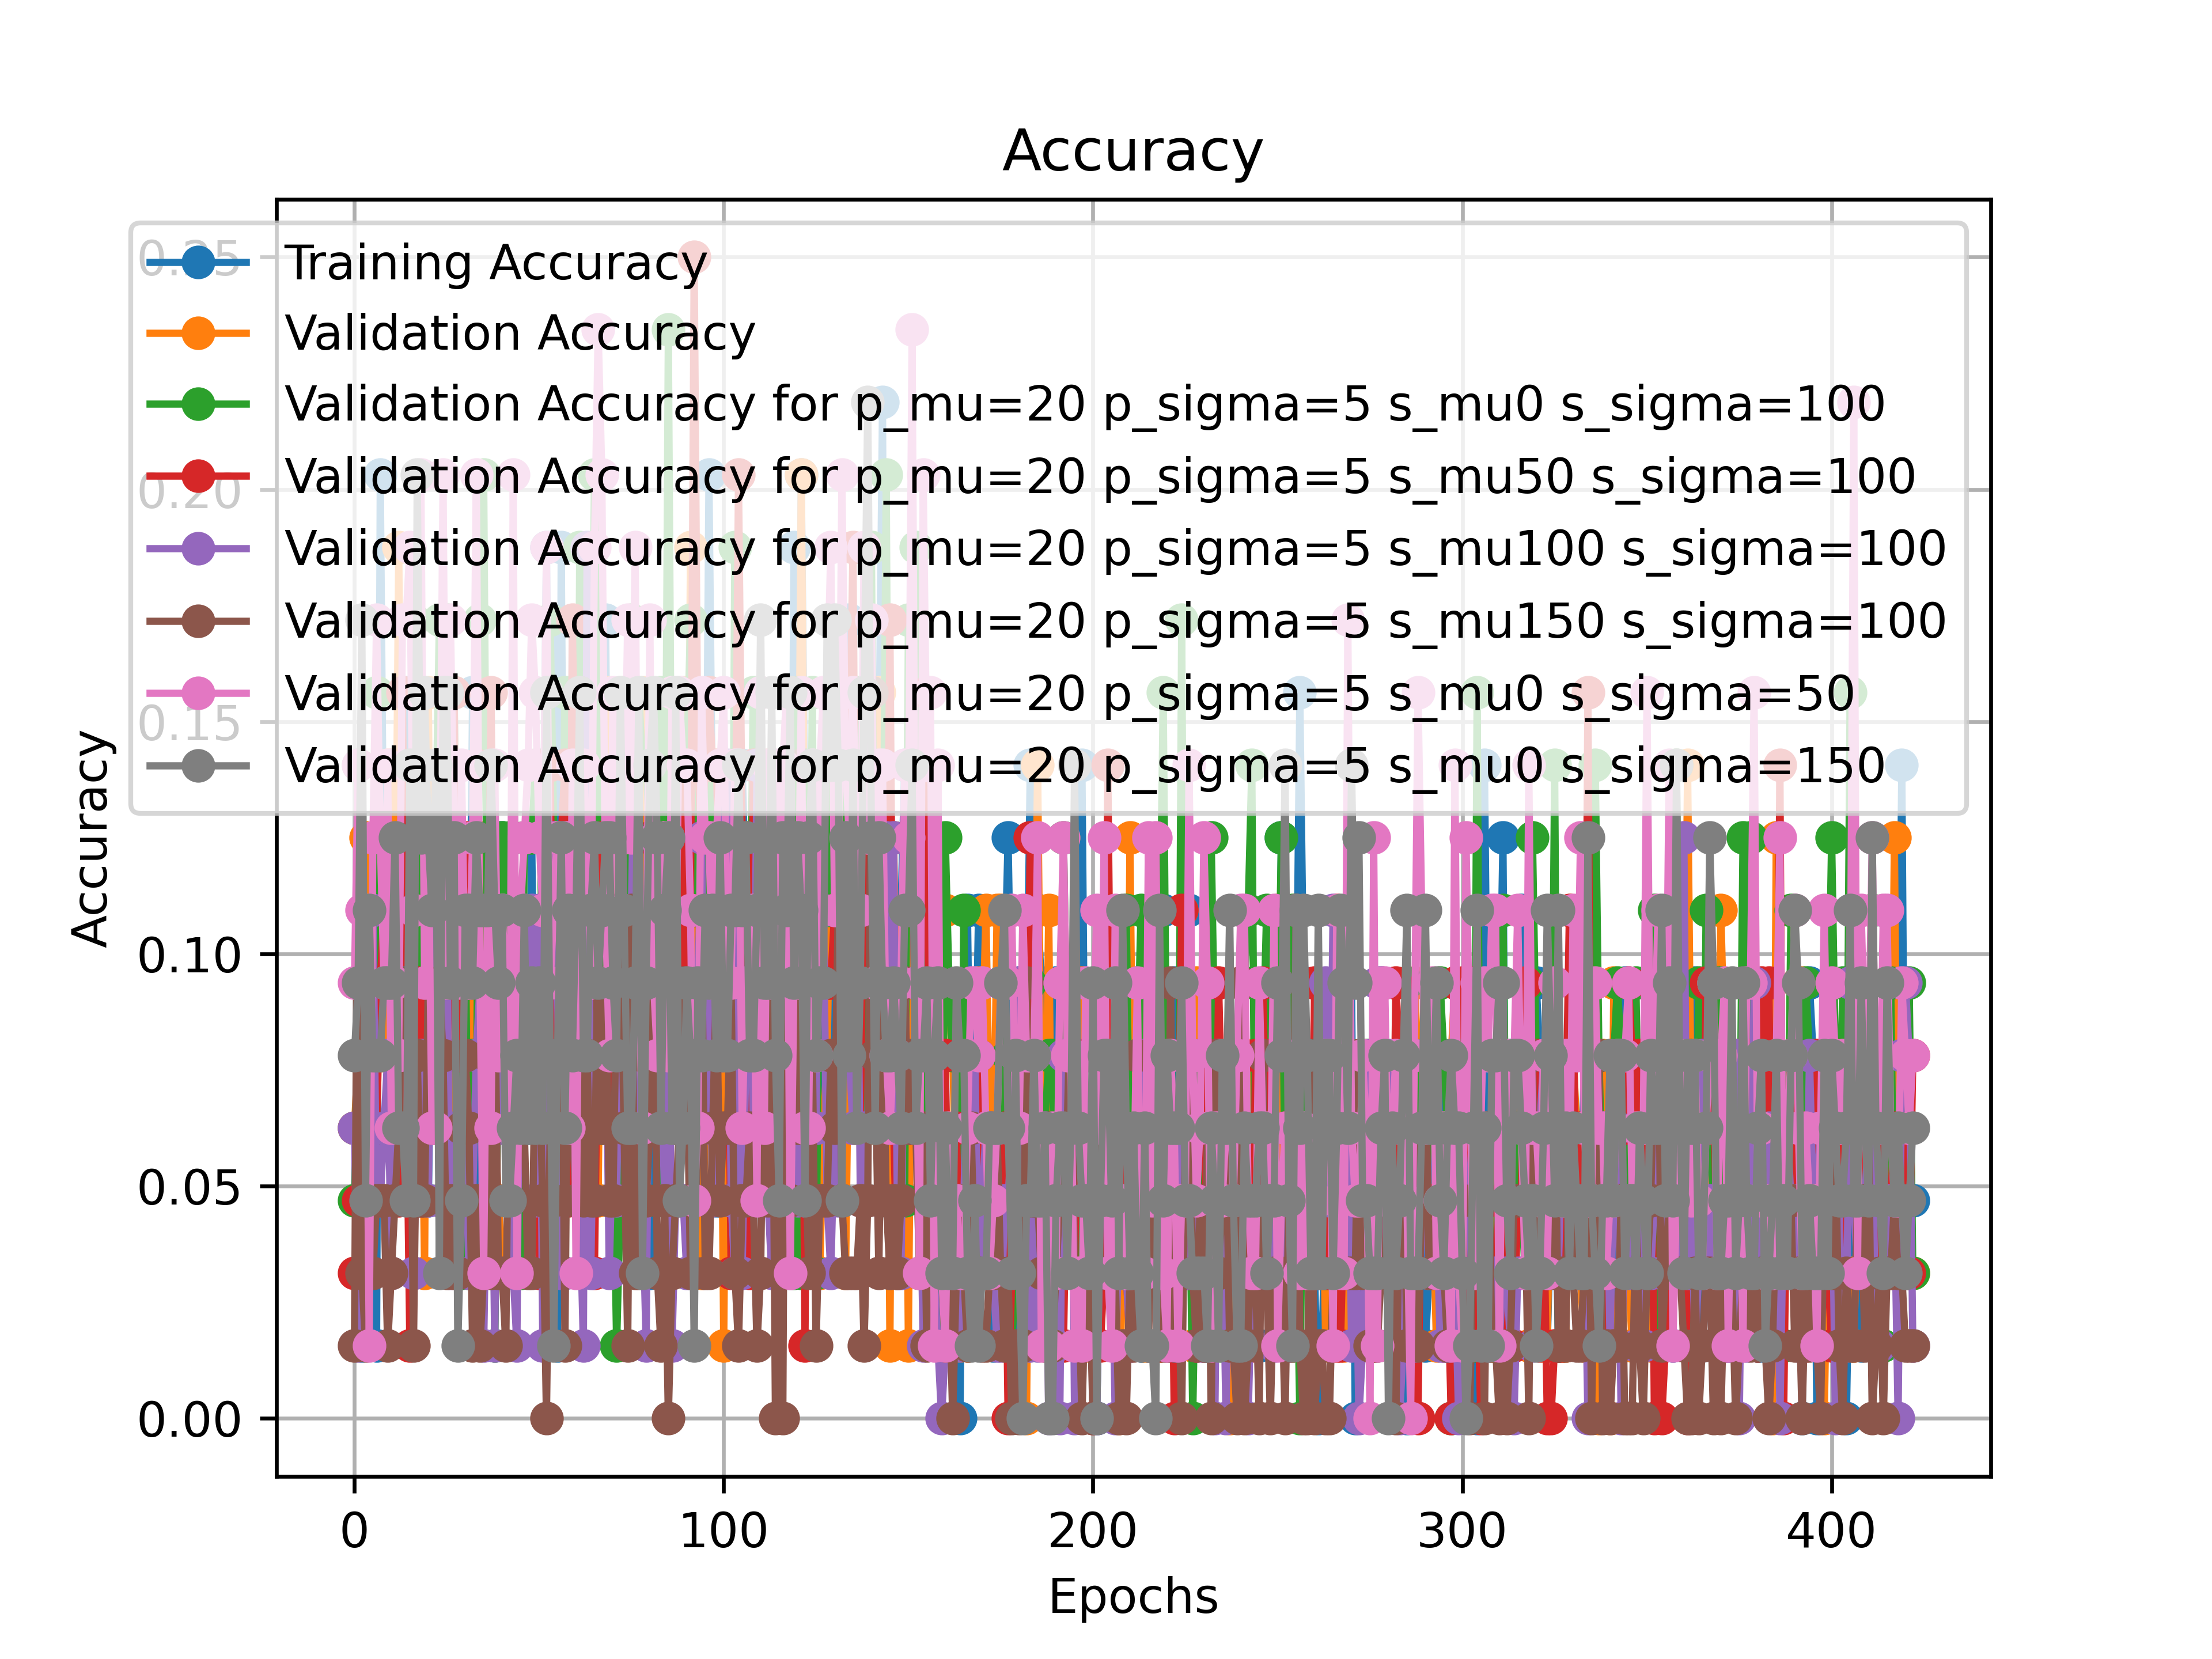 Accuracy
0.25
Training Accuracy
Validation Accuracy
Validation Accuracy for p_mu=20 p_sigma=5 s_mu0 s_sigma=100
0.20
Validation Accuracy for p_mu=20 p_sigma=5 s_mu50 s_sigma=100
Validation Accuracy for p_mu=20 p_sigma=5 s_mu100 s_sigma=100
Validation Accuracy for p_mu=20 p_sigma=5 s_mu150 s_sigma=100
Validation Accuracy for p_mu=20 p_sigma=5 s_mu0 s_sigma=50
0.15
Validation Accuracy for p_mu=20 p_sigma=5 s_mu0 s_sigma=150
Accuracy
0.10
0.05
0.00
0 100 200 300 400
Epochs